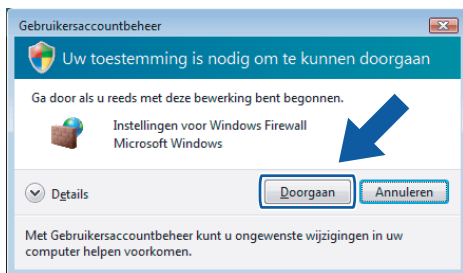 Gebruikersaccountbeheer
Uw toestemming is nodig om te kunnen doorgaan
Ga door als u reeds met deze bewerking bent begonnen.
Instellingen voor Windows Firewall
Microsoft Windows
Details
Doorgaan
Annuleren
Met Gebruikersaccountbeheer kunt u ongewenste wijzigingen in uw
computer helpen voorkomen.